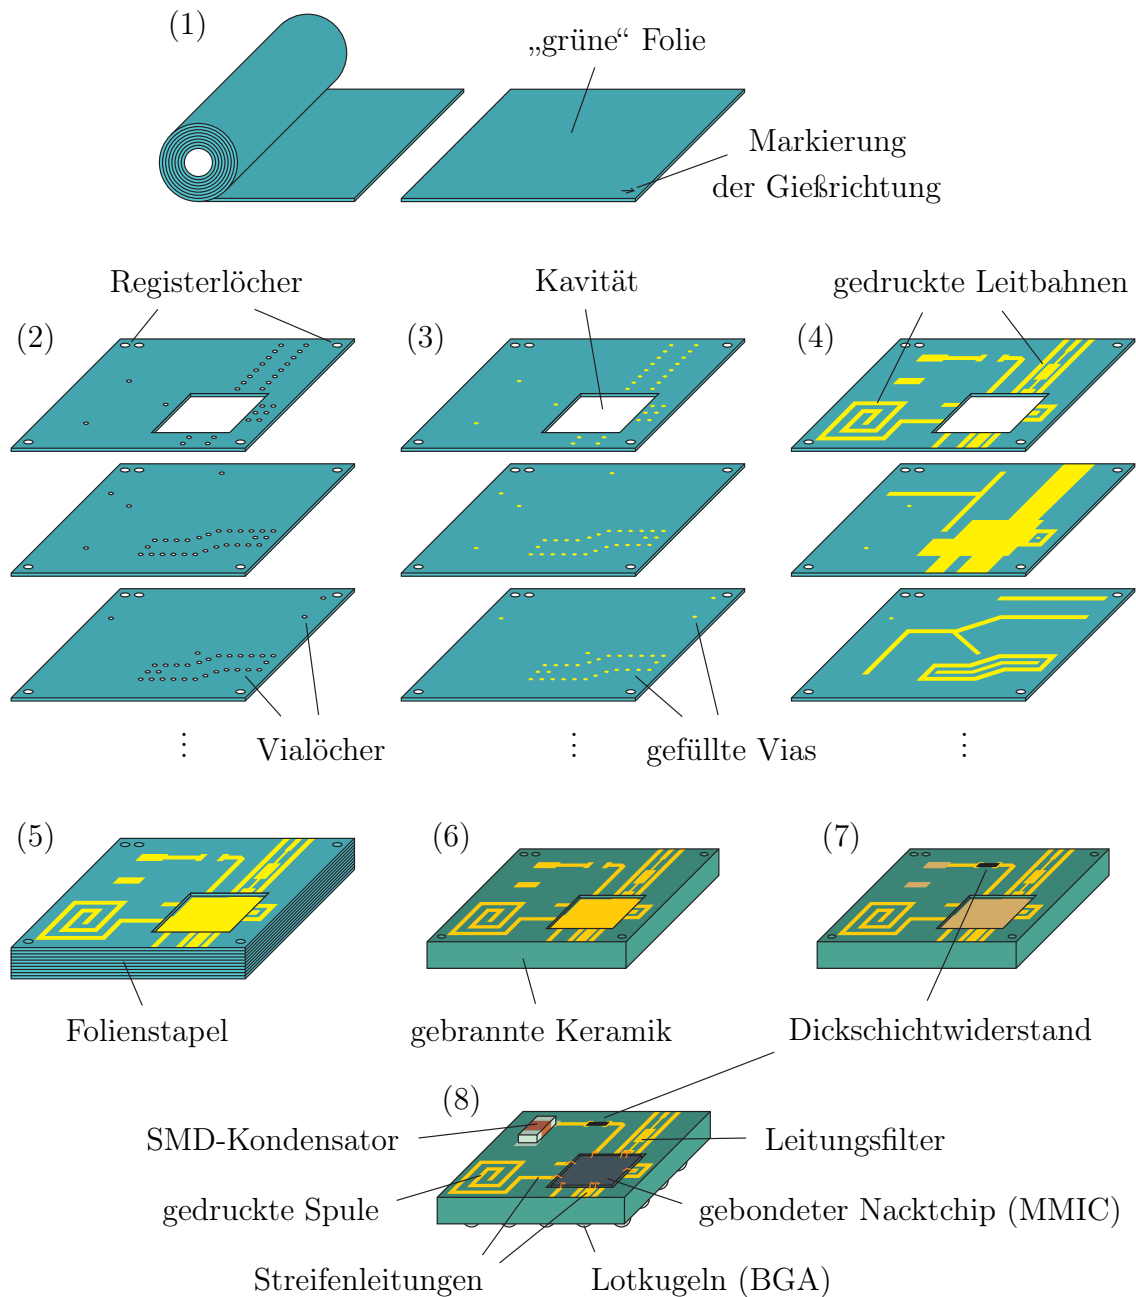 (1)
„grüne“ Folie
Markierung
der Gießrichtung
Registerlöcher
Kavität
gedruckte Leitbahnen
(2)
(3)
(4)
Vialöcher
gefüllte Vias
(5)
(6)
(7)
Folienstapel
gebrannte Keramik
Dickschichtwiderstand
(8)
SMD-Kondensator
Leitungsfilter
gedruckte Spule
gebondeter Nacktchip (MMIC)
Streifenleitungen
Lotkugeln (BGA)